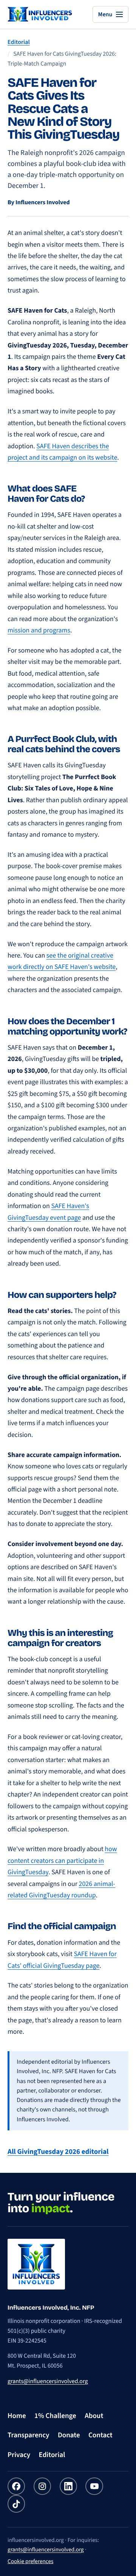 INFLUENCERS
INVOLVED
Menu
Editorial
SAFE Haven for Cats GivingTuesday 2026:
Triple-Match Campaign
SAFE Haven for
Cats Gives Its
Rescue Cats a
New Kind of Story
This GivingTuesday
The Raleigh nonprofit's 2026 campaign
combines a playful book-club idea with
a one-day triple-match opportunity on
December 1.
By Influencers Involved
At an animal shelter, a cat's story doesn't
begin when adopters meet them. There is
the life before the shelter, the day the cat
arrives, the care it needs, the waiting, and
sometimes the slow process of learning to
trust again.
SAFE Haven for Cats, a Raleigh, North
Carolina nonprofit, is leaning into the idea
that every animal has a story for
GivingTuesday 2026, Tuesday, December
1. Its campaign pairs the theme Every Cat
Has a Story with a lighthearted creative
project: six rescue cats as the stars of
imagined books.
It's a smart way to invite people to pay
attention, but beneath the fictional covers
is the real work of rescue, care and
adoption. SAFE Haven describes the
project and its campaign on its website.
What does SAFE
Haven for Cats do?
Founded in 1994, SAFE Haven operates a
no-kill cat shelter and low-cost
spay/neuter services in the Raleigh area.
Its stated mission includes rescue,
adoption, education and community
programs. Those are connected pieces of
animal welfare: helping cats in need now
while also working to reduce future
overpopulation and homelessness. You
can read more about the organization's
mission and programs.
For someone who has adopted a cat, the
shelter visit may be the memorable part.
But food, medical attention, safe
accommodation, socialization and the
people who keep that routine going are
what make an adoption possible.
A Purrfect Book Club, with
real cats behind the covers
SAFE Haven calls its GivingTuesday
storytelling project The Purrfect Book
Club: Six Tales of Love, Hope & Nine
Lives. Rather than publish ordinary appeal
posters alone, the group has imagined its
cats as characters in genres ranging from
fantasy and romance to mystery.
It's an amusing idea with a practical
purpose. The book-cover premise makes
someone stop long enough to notice an
individual animal, rather than scroll past
an endless feed. Then the charity brings
the reader back to the real animal and the
care behind the story.
We won't reproduce the campaign artwork
here. You can see the original creative
work directly on SAFE Haven's website,
where the organization presents the
characters and the associated campaign.
How does the December 1
matching opportunity work?
SAFE Haven says that on December 1,
2026, GivingTuesday gifts will be tripled,
up to $30,000, for that day only. Its official
event page illustrates this with examples: a
$25 gift becoming $75, a $50 gift becoming
$150, and a $100 gift becoming $300 under
the campaign terms. Those are the
organization's own stated examples, not
independently verified calculations of gifts
already received.
Matching opportunities can have limits
and conditions. Anyone considering
donating should read the current
information on SAFE Haven's
GivingTuesday event page and use the
charity's own donation route. We have not
independently verified a sponsor's funding
or how much of the match, if any, has
already been used.
How can supporters help?
Read the cats' stories. The point of this
campaign is not only a match. Following
the cats' experiences can tell you
something about the patience and
resources that shelter care requires.
Give through the official organization, if
you're able. The campaign page describes
how donations support cats and shelter
services. Check the current date and offer
terms if a match influences your
decision.
Share accurate campaign information.
Know someone who loves cats or regularly
supports rescue groups? Send them the
official page with a short personal note.
Mention the December 1 deadline
accurately. Don't suggest that the recipient
has to donate to appreciate the story.
Consider involvement beyond one day.
Adoption, volunteering and other support
options are described on SAFE Haven's
main site. Not all will fit every person, but
the information is available for people who
want a longer relationship with the cause.
Why this is an interesting
campaign for creators
The book-club concept is a useful
reminder that nonprofit storytelling
doesn't always need to be solemn to be
sincere. A compelling frame can help
someone stop scrolling. The real people
and animals still need to carry the meaning.
For a book reviewer or cat-loving creator,
this campaign may offer a natural
conversation starter: what makes an
animal's story memorable, and what does
it take for a shelter to help write the next
chapter? An independent creator can point
followers to the campaign without copying
its work or pretending to be its official
spokesperson.
We've written more broadly about how
content creators can participate in
GivingTuesday. SAFE Haven is one of
several campaigns in our 2026 animal-
related GivingTuesday roundup.
Find the official campaign
For dates, donation information and the
six storybook cats, visit SAFE Haven for
Cats' official GivingTuesday page.
The cats' stories belong to the organization
and the people caring for them. If one of
them stays with you after you've closed
the page, that's a good reason to learn
more.
Independent editorial by Influencers
Involved, Inc. NFP. SAFE Haven for Cats
has not been represented here as a
partner, collaborator or endorser.
Donations are made directly through the
charity's own channels, not through
Influencers Involved.
All GivingTuesday 2026 editorial
Turn your influence
into impact.
INFLUENCERS
INVOLVED
Influencers Involved, Inc. NFP
Illinois nonprofit corporation · IRS-recognized
501(c)(3) public charity
EIN 39-2242545
800 W Central Rd, Suite 120
Mt. Prospect, IL 60056
grants@influencersinvolved.org
Home 1% Challenge About
Transparency Donate Contact
Privacy Editorial
influencersinvolved.org · For inquiries:
grants@influencersinvolved.org ·
Cookie preferences